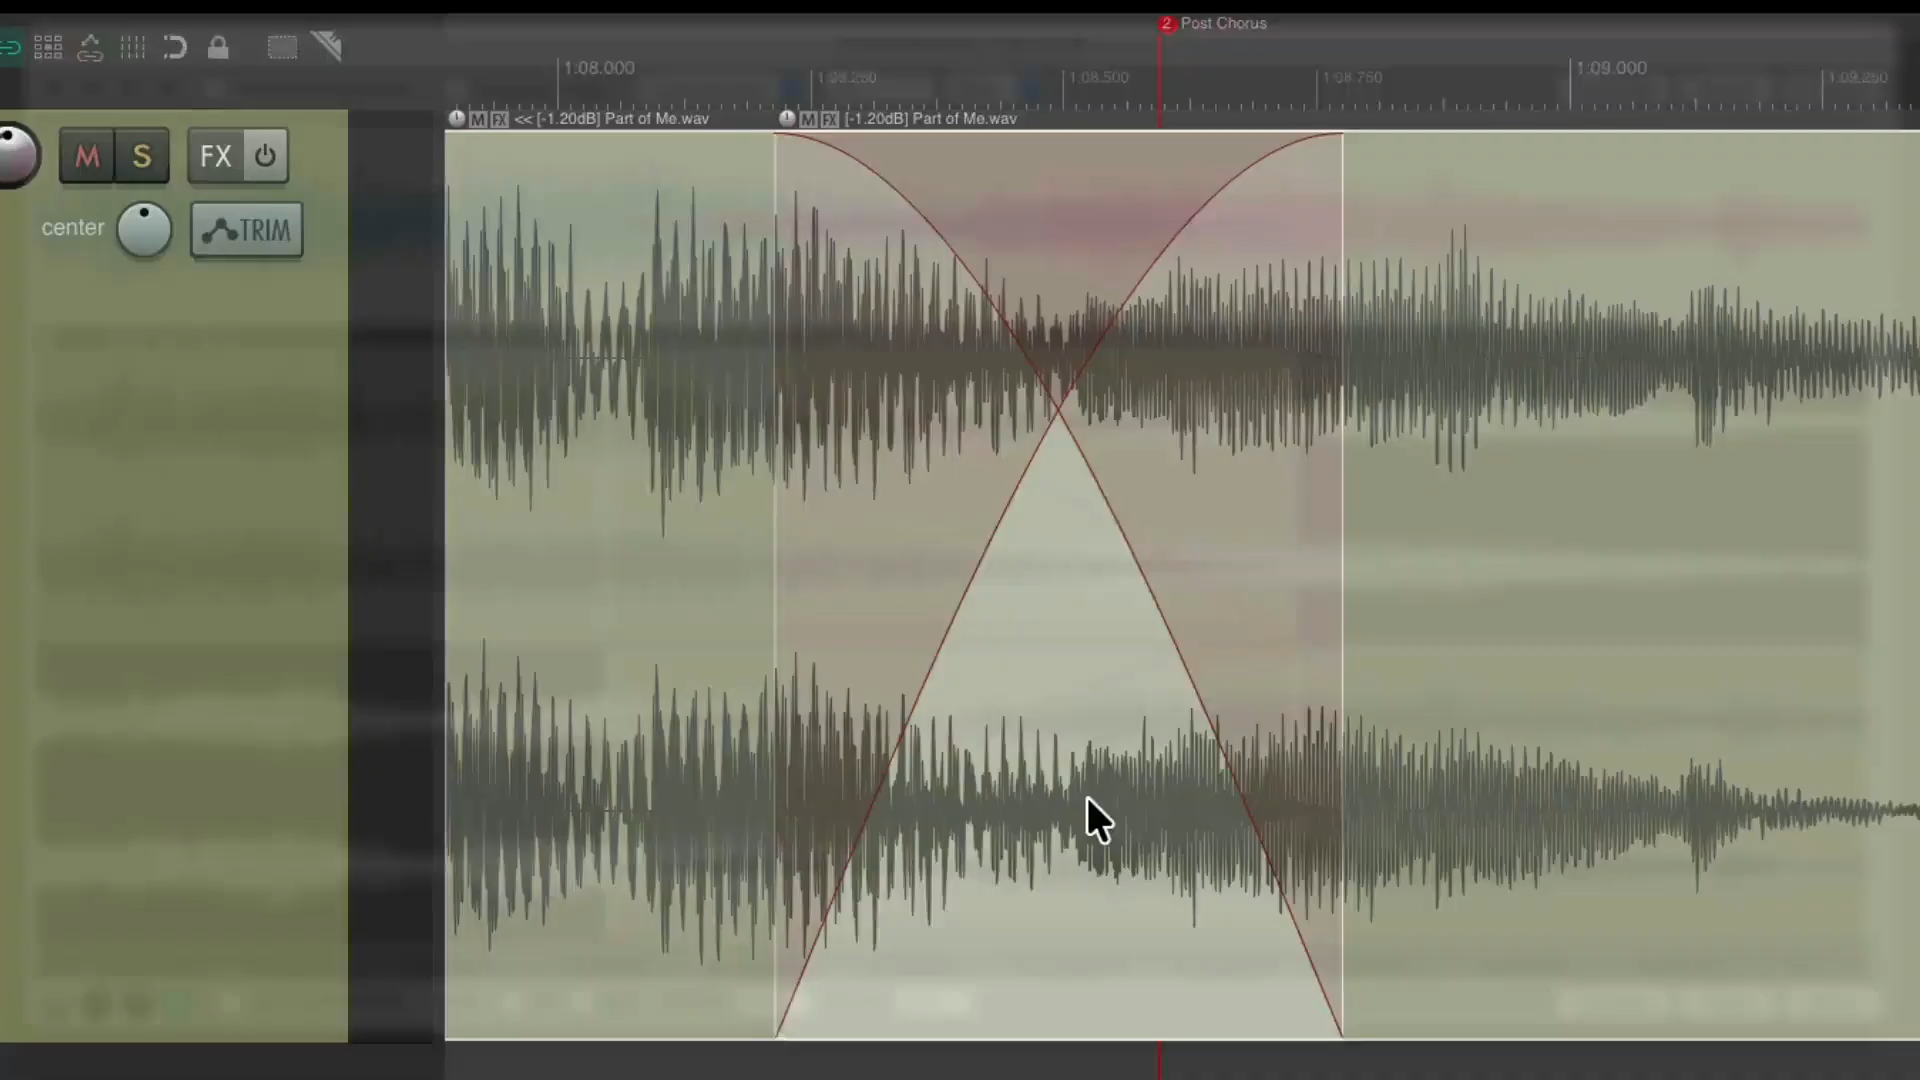 2 Post Chorus
1:08.000 1:08.250 1:08.500 1:08.750 1:09.000 1:09.250
M FX << [-1.20dB] Part of Me.wav M FX [-1.20dB] Part of Me.wav
M S FX
center TRIM